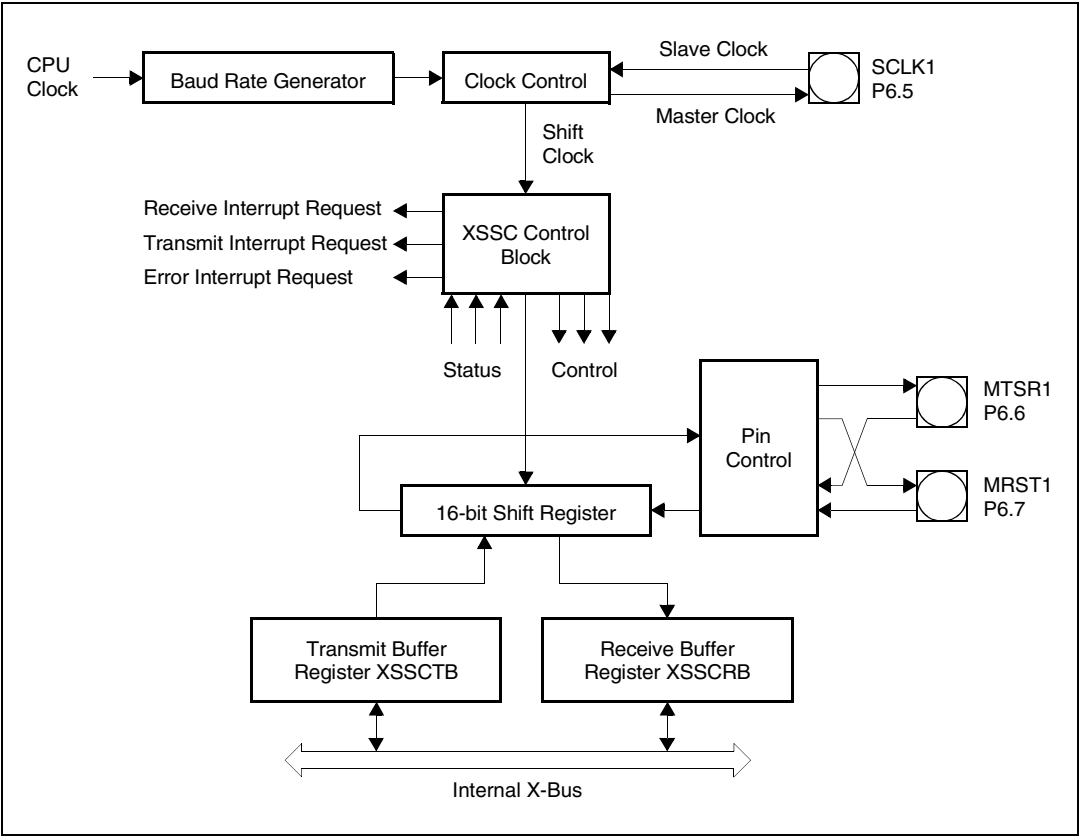 CPU
Clock
Baud Rate Generator
Clock Control
Slave Clock
Master Clock
SCLK1
P6.5
Shift
Clock
Receive Interrupt Request
Transmit Interrupt Request
Error Interrupt Request
XSSC Control
Block
Status
Control
Pin
Control
MTSR1
P6.6
MRST1
P6.7
16-bit Shift Register
Transmit Buffer
Register XSSCTB
Receive Buffer
Register XSSCRB
Internal X-Bus